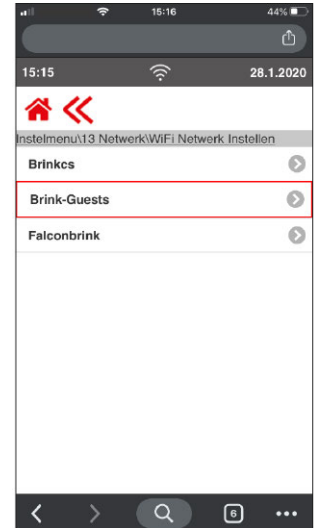 15:16
44%
15:15
28.1.2020
Instelmenu\13 Netwerk\WiFi Netwerk Instellen
Brinkcs
Brink-Guests
Falconbrink
6